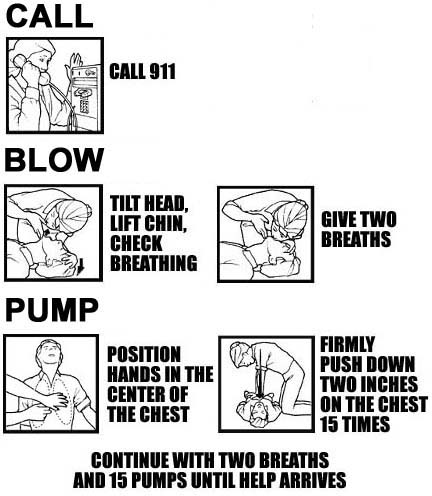 CALL
CALL 911
BLOW
TILT HEAD,
LIFT CHIN,
CHECK
BREATHING
GIVE TWO
BREATHS
PUMP
POSITION
HANDS IN THE
CENTER OF
THE CHEST
FIRMLY
PUSH DOWN
TWO INCHES
ON THE CHEST
15 TIMES
CONTINUE WITH TWO BREATHS
AND 15 PUMPS UNTIL HELP ARRIVES